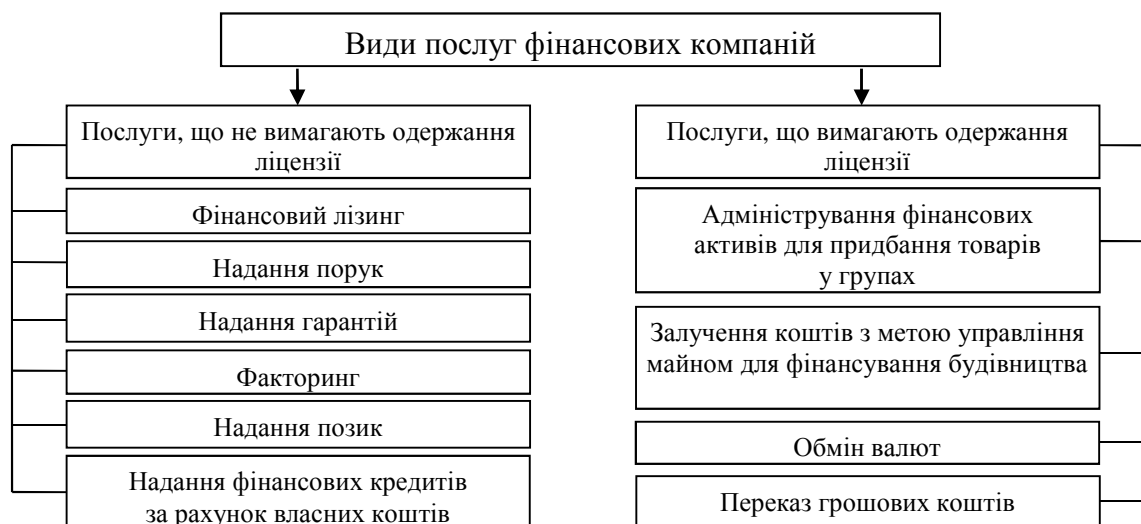 Види послуг фінансових компаній
Послуги, що не вимагають одержання
ліцензії
Фінансовий лізинг
Надання порук
Надання гарантій
Факторинг
Надання позик
Надання фінансових кредитів
за рахунок власних коштів
Послуги, що вимагають одержання
ліцензії
Адміністрування фінансових
активів для придбання товарів
у групах
Залучення коштів з метою управління
майном для фінансування будівництва
Обмін валют
Переказ грошових коштів